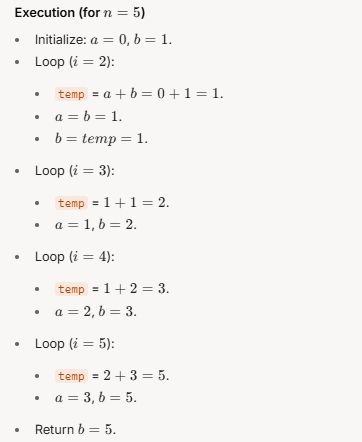 Execution (for n = 5)
• Initialize: a = 0, b = 1.
• Loop (i = 2):
• temp = a + b = 0 + 1 = 1.
• a = b = 1.
• b = temp = 1.
• Loop (i = 3):
• temp = 1 + 1 = 2.
• a = 1, b = 2.
• Loop (i = 4):
• temp = 1 + 2 = 3.
• a = 2, b = 3.
• Loop (i = 5):
• temp = 2 + 3 = 5.
• a = 3, b = 5.
• Return b = 5.